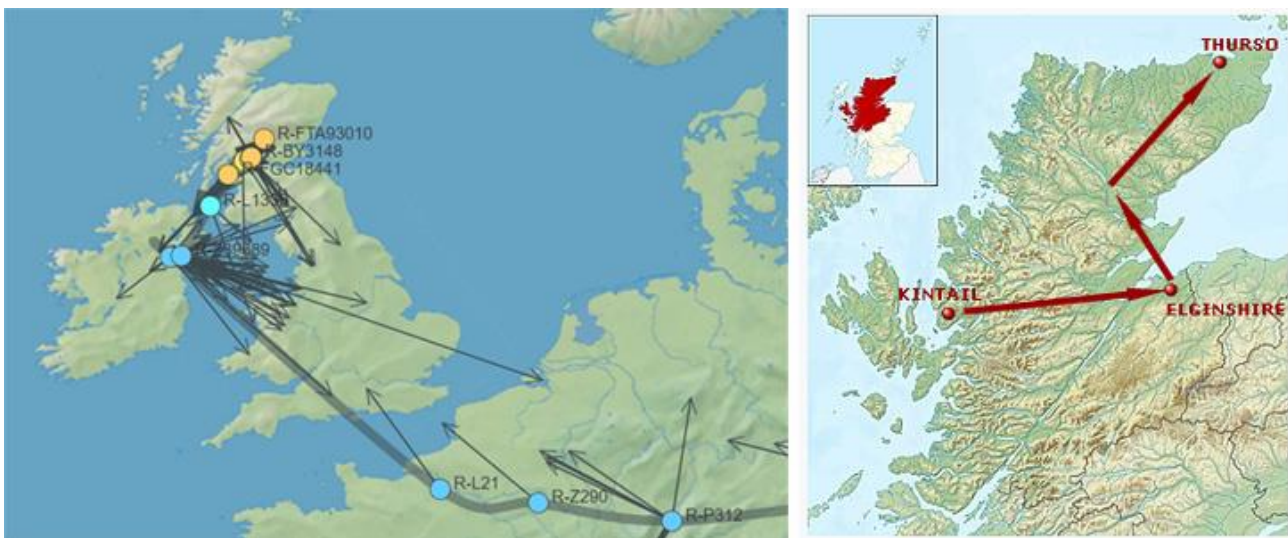 R-FTA93010
R-BY3148
R-FGC18441
R-L21
R-Z290
R-P312
THURSO
KINTAIL
ELGINSHIRE